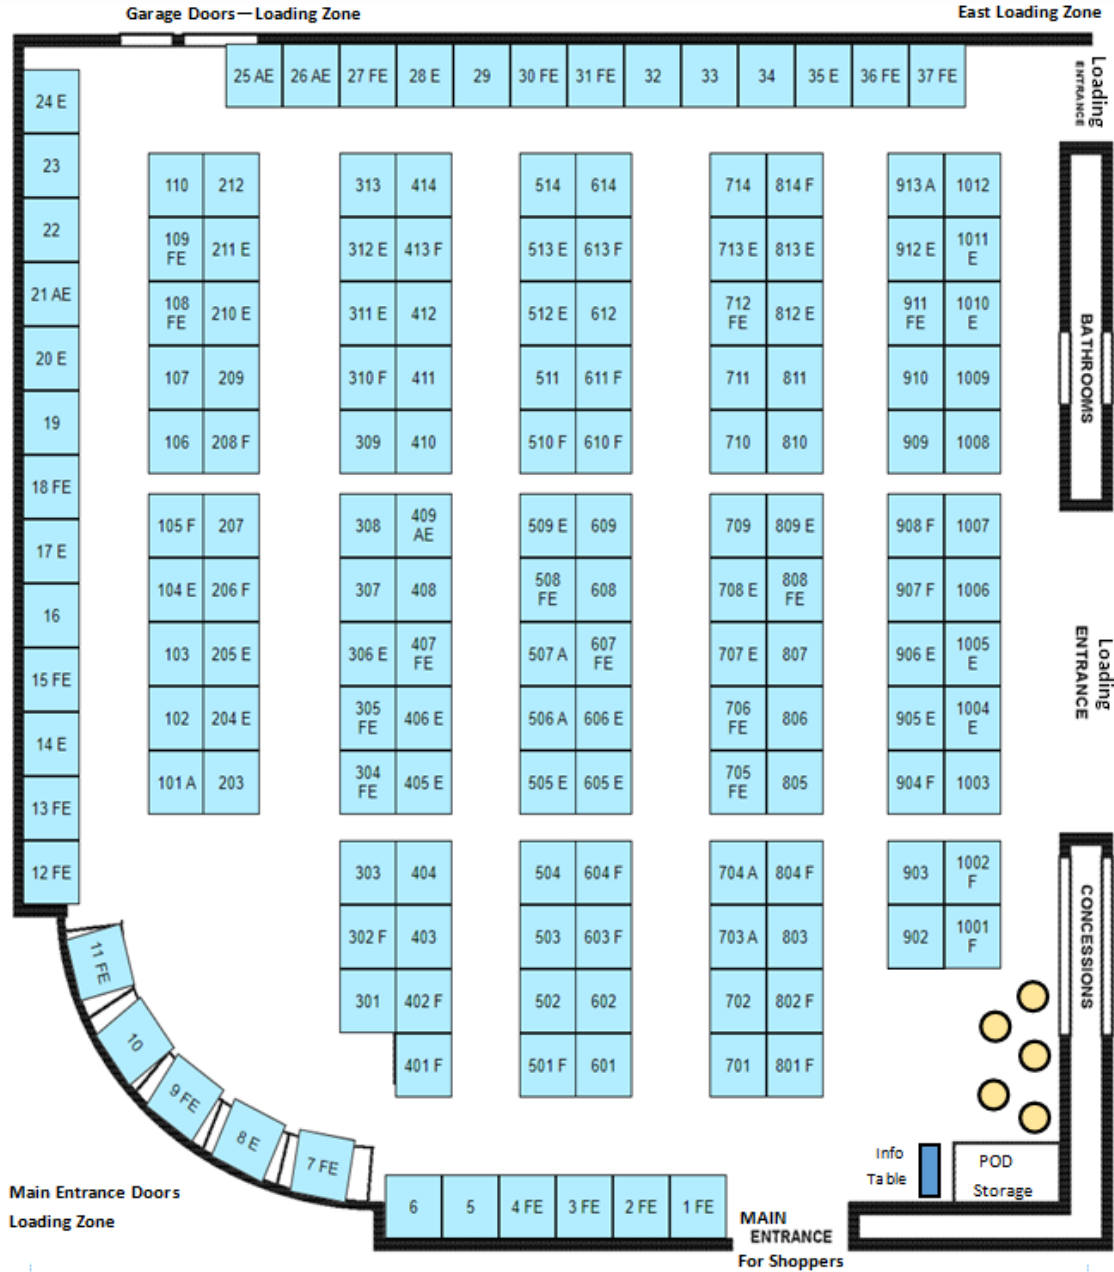 Garage Doors—Loading Zone
East Loading Zone
25 AE 26 AE 27 FE 28 E 29 30 FE 31 FE 32 33 34 35 E 36 FE 37 FE
Loading
ENTRANCE
24 E
23
22
21 AE
20 E
19
18 FE
17 E
16
15 FE
14 E
13 FE
12 FE
11 FE
10
9 FE
8 E
7 FE
110 212
109 FE 211 E
108 FE 210 E
107 209
106 208 F
105 F 207
104 E 206 F
103 205 E
102 204 E
101 A 203
313 414
312 E 413 F
311 E 412
310 F 411
309 410
308 409 AE
307 408
306 E 407 FE
305 FE 406 E
304 FE 405 E
303 404
302 F 403
301 402 F
401 F
514 614
513 E 613 F
512 E 612
511 611 F
510 F 610 F
509 E 609
508 FE 608
507 A 607 FE
506 A 606 E
505 E 605 E
504 604 F
503 603 F
502 602
501 F 601
714 814 F
713 E 813 E
712 FE 812 E
711 811
710 810
709 809 E
708 E 808 FE
707 E 807
706 FE 806
705 FE 805
704 A 804 F
703 A 803
702 802 F
701 801 F
913 A 1012
912 E 1011 E
911 FE 1010 E
910 1009
909 1008
908 F 1007
907 F 1006
906 E 1005 E
905 E 1004 E
904 F 1003
903 1002 F
902 1001 F
BATHROOMS
Loading
ENTRANCE
CONCESSIONS
Info
Table
POD
Storage
Main Entrance Doors
Loading Zone
6 5 4 FE 3 FE 2 FE 1 FE
MAIN
ENTRANCE
For Shoppers